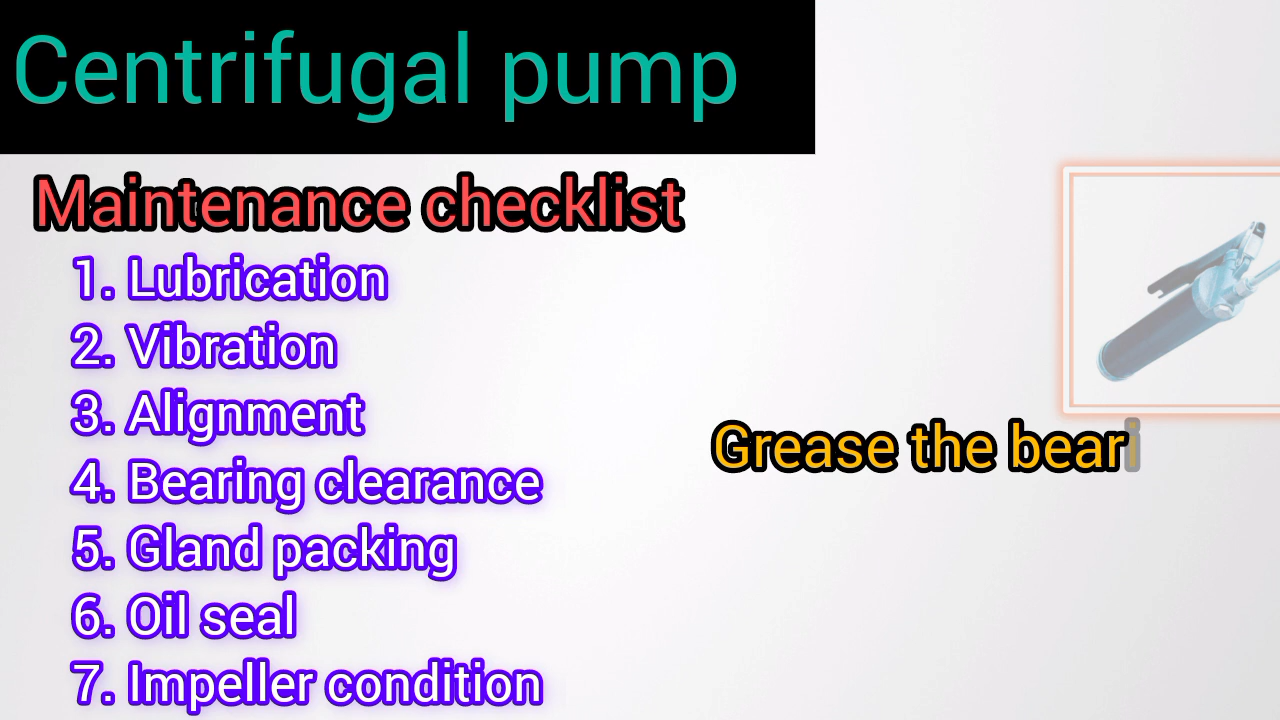 Centrifugal pump
Maintenance checklist
1. Lubrication
2. Vibration
3. Alignment
4. Bearing clearance
5. Gland packing
6. Oil seal
7. Impeller condition
Grease the beari